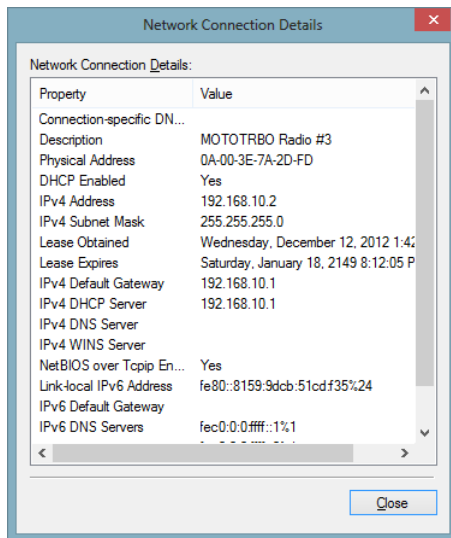 Network Connection Details
Network Connection Details:
Property Value
Connection-specific DN...
Description MOTOTRBO Radio #3
Physical Address 0A-00-3E-7A-2D-FD
DHCP Enabled Yes
IPv4 Address 192.168.10.2
IPv4 Subnet Mask 255.255.255.0
Lease Obtained Wednesday, December 12, 2012 1:42
Lease Expires Saturday, January 18, 2149 8:12:05 P
IPv4 Default Gateway 192.168.10.1
IPv4 DHCP Server 192.168.10.1
IPv4 DNS Server
IPv4 WINS Server
NetBIOS over Tcpip En... Yes
Link-local IPv6 Address fe80::8159:9dcb:51cd:f35%24
IPv6 Default Gateway
IPv6 DNS Servers fec0:0:0:ffff::1%1
Close